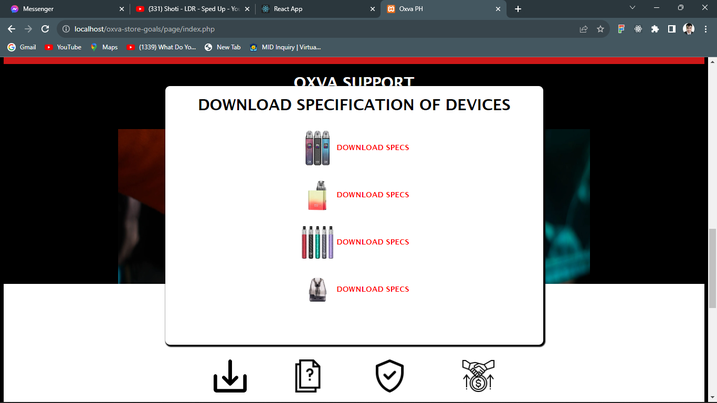 Messenger
(331) Shoti - LDR - Sped Up - Yo
React App
Oxva PH
localhost/oxva-store-goals/page/index.php
Gmail
YouTube
Maps
(1339) What Do Yo...
New Tab
MID Inquiry | Virtua...
OXVA SUPPORT
DOWNLOAD SPECIFICATION OF DEVICES
DOWNLOAD SPECS
DOWNLOAD SPECS
DOWNLOAD SPECS
DOWNLOAD SPECS